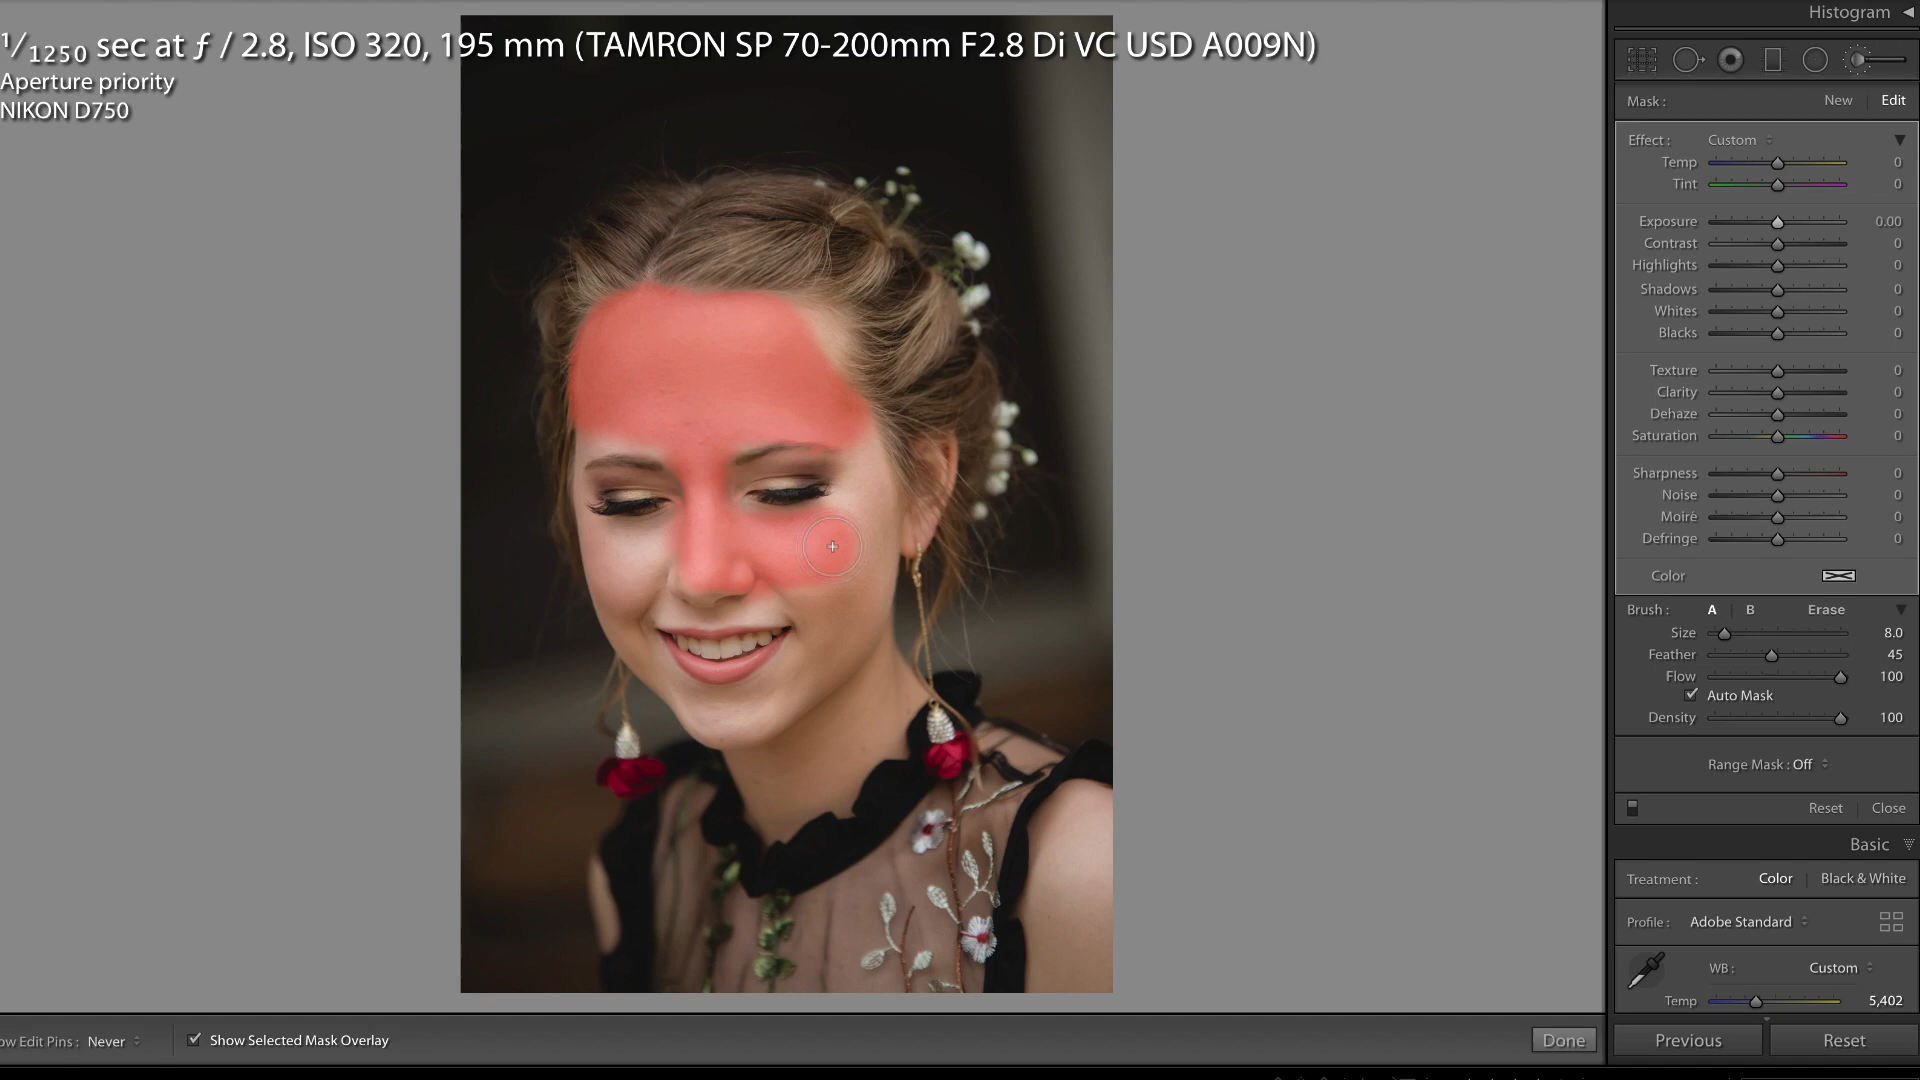 Histogram
1/1250 sec at ƒ / 2.8, ISO 320, 195 mm (TAMRON SP 70-200mm F2.8 Di VC USD A009N)
Aperture priority
NIKON D750
Mask : New Edit
Effect : Custom
Temp 0
Tint 0
Exposure 0.00
Contrast 0
Highlights 0
Shadows 0
Whites 0
Blacks 0
Texture 0
Clarity 0
Dehaze 0
Saturation 0
Sharpness 0
Noise 0
Moiré 0
Defringe 0
Color
Brush : A B Erase
Size 8.0
Feather 45
Flow 100
Auto Mask
Density 100
Range Mask : Off
Reset Close
Basic
Treatment : Color Black & White
Profile : Adobe Standard
WB : Custom
Temp 5,402
ow Edit Pins : Never Show Selected Mask Overlay Done
Previous Reset